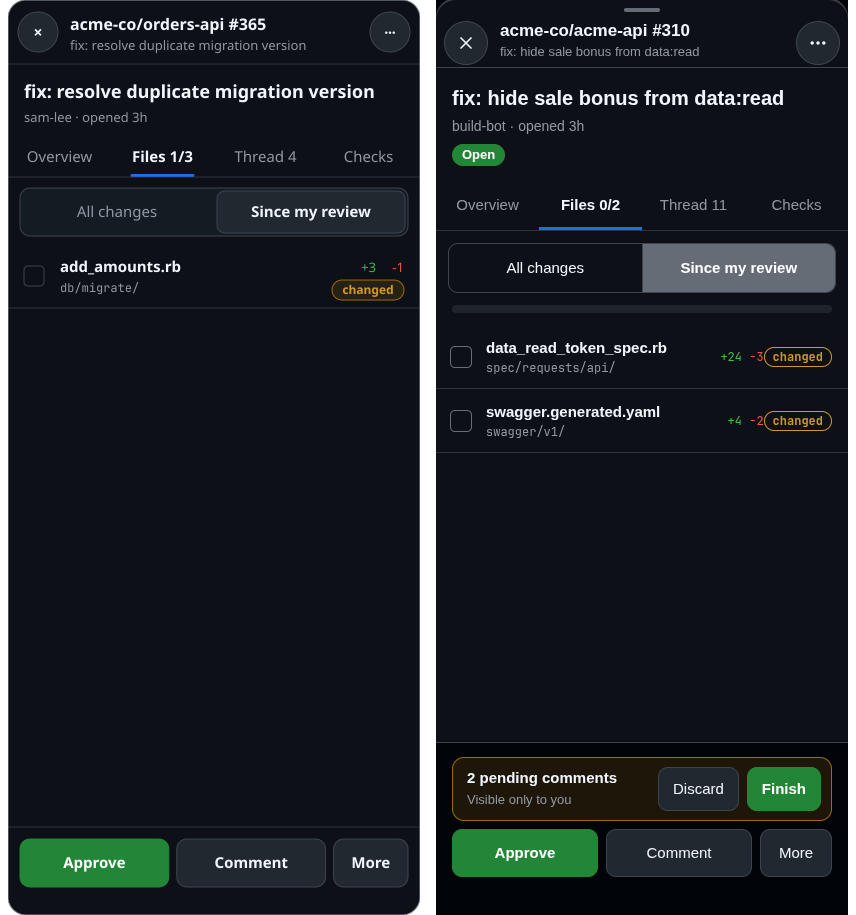 acme-co/orders-api #365
fix: resolve duplicate migration version
fix: resolve duplicate migration version
sam-lee · opened 3h
Overview Files 1/3 Thread 4 Checks
All changes Since my review
add_amounts.rb +3 -1
db/migrate/ changed
Approve Comment More
acme-co/acme-api #310
fix: hide sale bonus from data:read
fix: hide sale bonus from data:read
build-bot · opened 3h
Open
Overview Files 0/2 Thread 11 Checks
All changes Since my review
data_read_token_spec.rb +24 -3 changed
spec/requests/api/
swagger.generated.yaml +4 -2 changed
swagger/v1/
2 pending comments
Visible only to you
Discard Finish
Approve Comment More